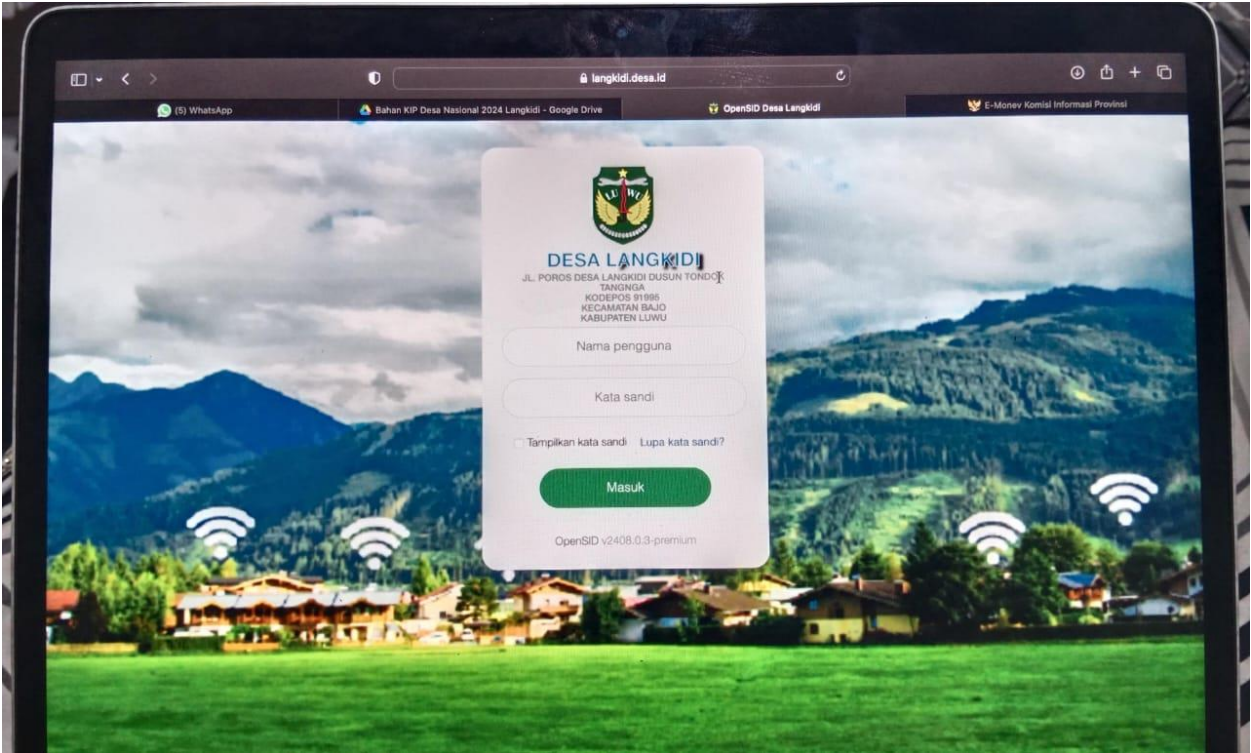 langkidi.desa.id
(5) WhatsApp
Bahan KIP Desa Nasional 2024 Langkidi - Google Drive
OpenSID Desa Langkidi
E-Monev Komisi Informasi Provinsi
LUWU
DESA LANGKIDI
JL. POROS DESA LANGKIDI DUSUN TONDOK
TANGNGA
KODEPOS 91995
KECAMATAN BAJO
KABUPATEN LUWU
Nama pengguna
Kata sandi
Tampilkan kata sandi Lupa kata sandi?
Masuk
OpenSID v2408.0.3-premium